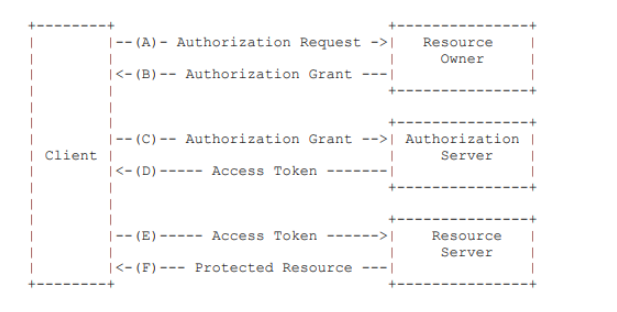 +--------+                               +---------------+
|        |--(A)- Authorization Request ->|   Resource    |
|        |                               |     Owner     |
|        |<-(B)-- Authorization Grant ---|               |
|        |                               +---------------+
|        |
|        |                               +---------------+
|        |--(C)-- Authorization Grant -->| Authorization |
| Client |                               |     Server    |
|        |<-(D)----- Access Token -------|               |
|        |                               +---------------+
|        |
|        |                               +---------------+
|        |--(E)----- Access Token ------>|    Resource   |
|        |                               |     Server    |
|        |<-(F)--- Protected Resource ---|               |
+--------+                               +---------------+